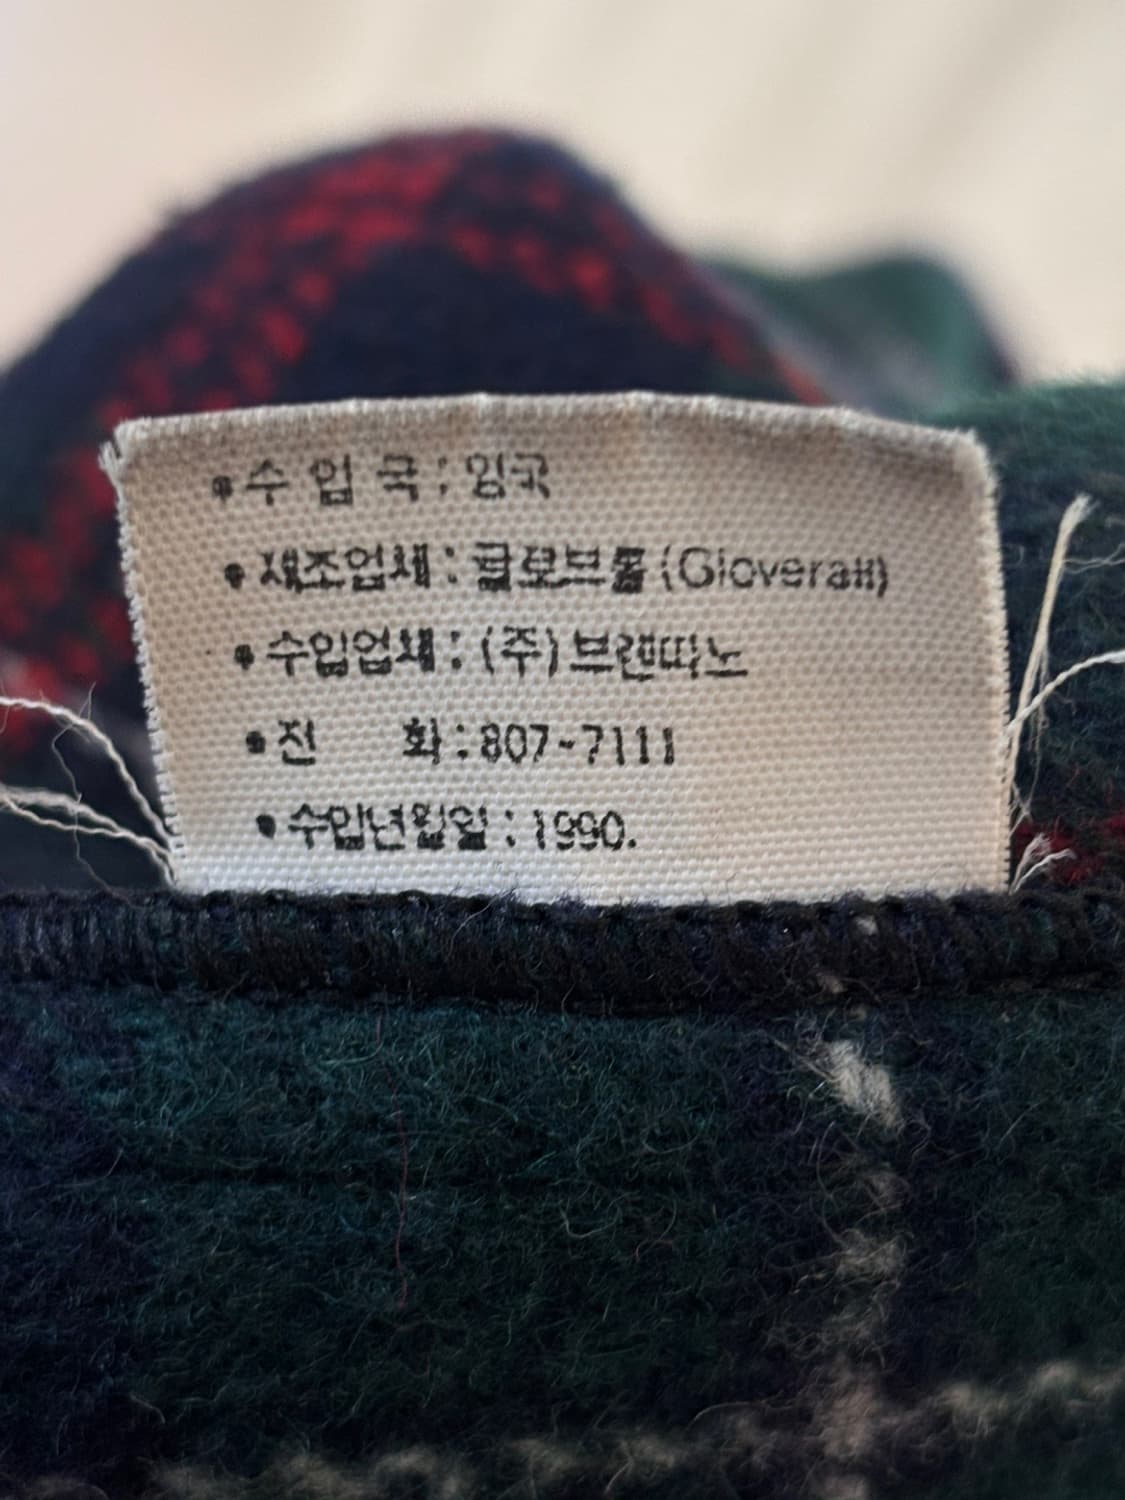 •수 입 국 : 영국
•제조업체 : 글로브롤 (Gloverall)
•수입업체 : (주) 브랜따노
•전 화 : 807-7111
•수입년월일 : 1990.